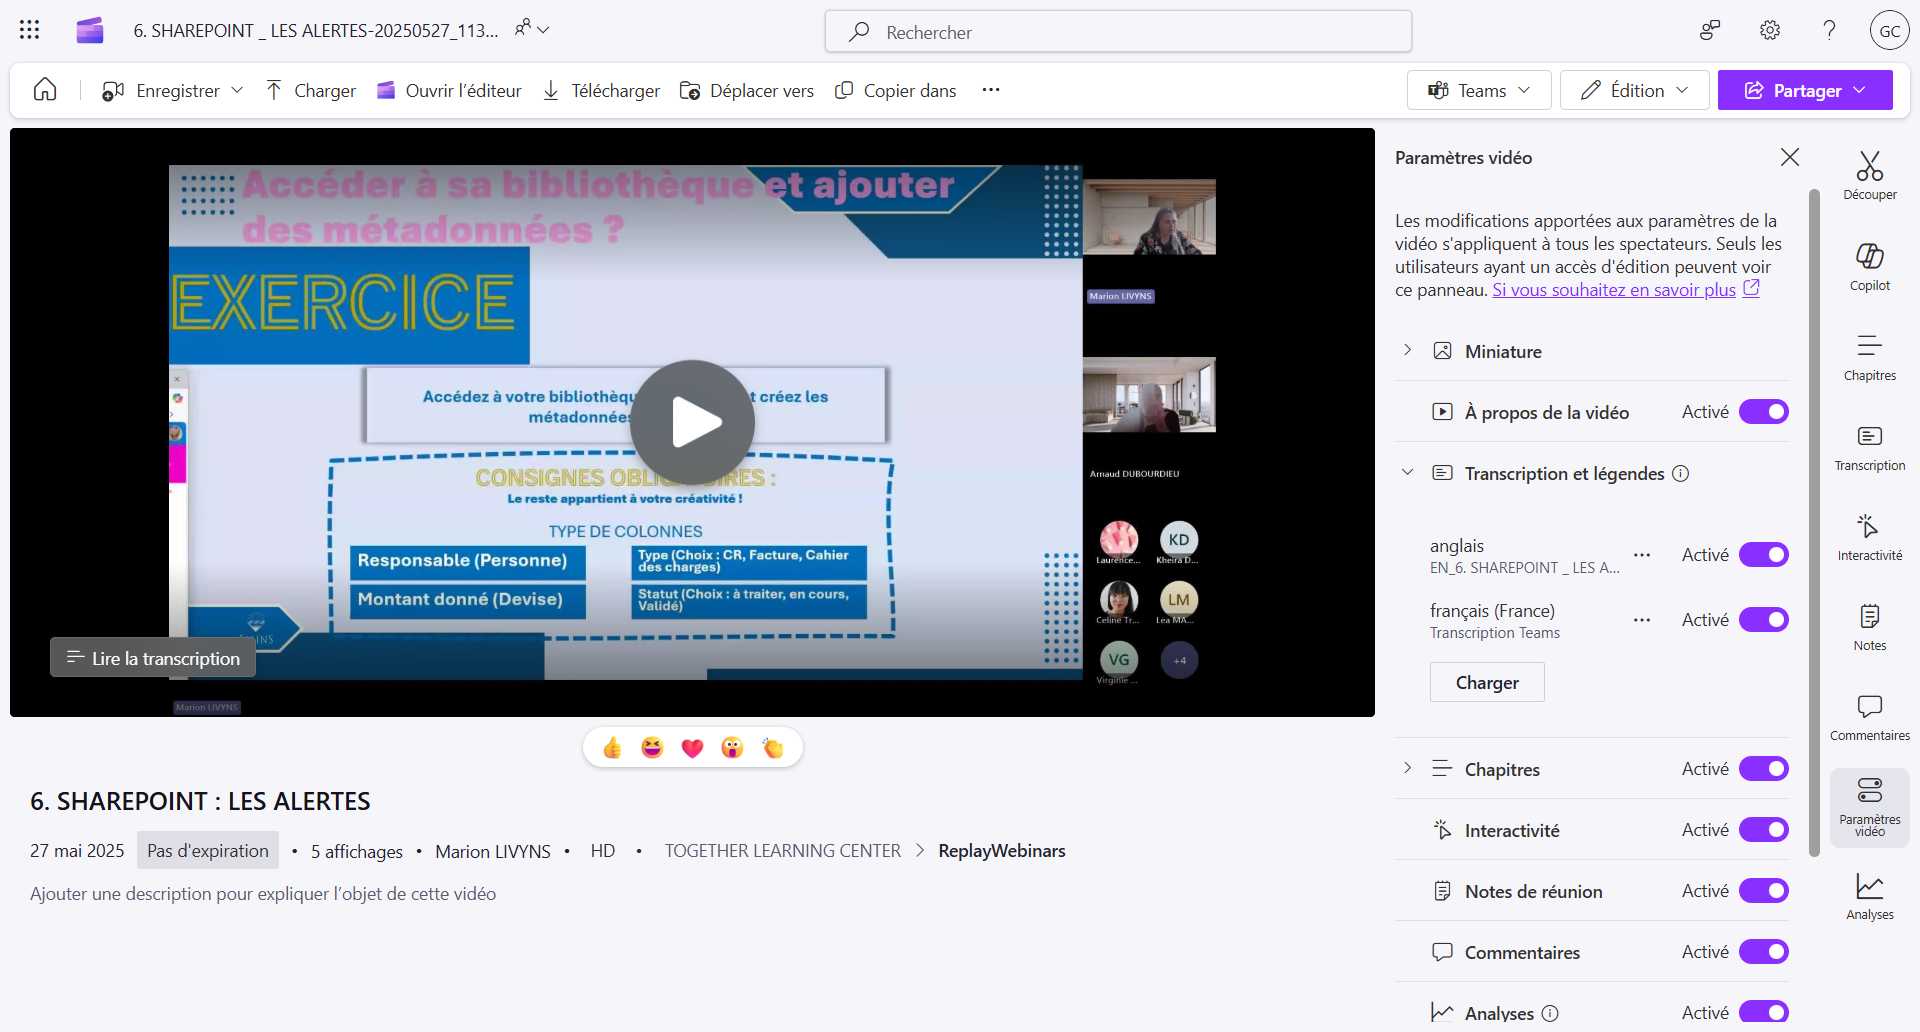 6. SHAREPOINT _ LES ALERTES-20250527_113...
Rechercher
GC
Enregistrer
Charger
Ouvrir l'éditeur
Télécharger
Déplacer vers
Copier dans
Teams
Édition
Partager
Accéder à sa bibliothèque et ajouter
des métadonnées ?
EXERCICE
Accédez à votre bibliothèqu
t créez les
métadonnées
CONSIGNES OBLI
IRES :
Le reste appartient à votre créativité !
TYPE DE COLONNES
Responsable (Personne)
Type (Choix : CR, Facture, Cahier
des charges)
Montant donné (Devise)
Statut (Choix : à traiter, en cours,
Validé)
Lire la transcription
Marion LIVYNS
Marion LIVYNS
Arnaud DUBOURDIEU
KD
Laurence...
Kheira D...
LM
Celine Tr...
Lea MA...
VG
+4
Virginie ...
6. SHAREPOINT : LES ALERTES
27 mai 2025
Pas d'expiration
• 5 affichages • Marion LIVYNS • HD • TOGETHER LEARNING CENTER > ReplayWebinars
Ajouter une description pour expliquer l'objet de cette vidéo
Paramètres vidéo
Les modifications apportées aux paramètres de la
vidéo s'appliquent à tous les spectateurs. Seuls les
utilisateurs ayant un accès d'édition peuvent voir
ce panneau. Si vous souhaitez en savoir plus
Miniature
À propos de la vidéo
Activé
Transcription et légendes
anglais
EN_6. SHAREPOINT _ LES A...
Activé
français (France)
Transcription Teams
Activé
Charger
Chapitres
Activé
Interactivité
Activé
Notes de réunion
Activé
Commentaires
Activé
Analyses
Activé
Découper
Copilot
Chapitres
Transcription
Interactivité
Notes
Commentaires
Paramètres
vidéo
Analyses